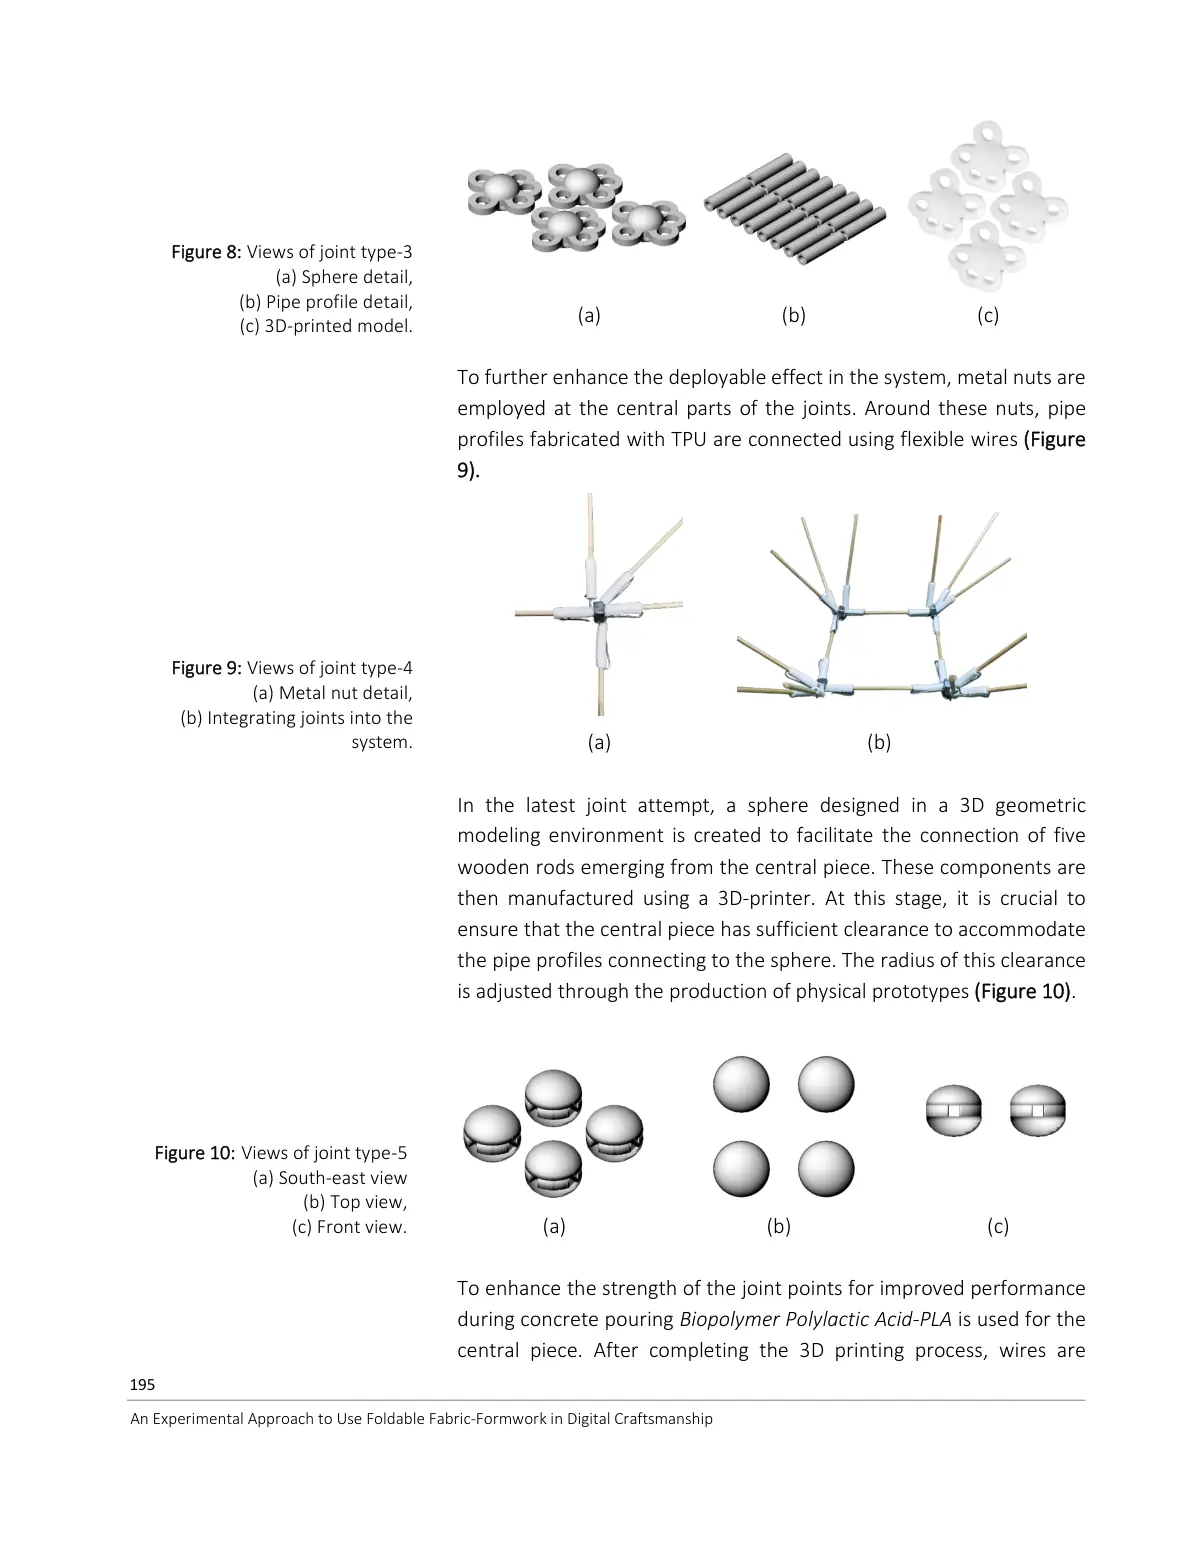 (a)
(b)
(c)
Figure 8: Views of joint type-3
(a) Sphere detail,
(b) Pipe profile detail,
(c) 3D-printed model.
To further enhance the deployable effect in the system, metal nuts are
employed at the central parts of the joints. Around these nuts, pipe
profiles fabricated with TPU are connected using flexible wires (Figure
9).
(a)
(b)
Figure 9: Views of joint type-4
(a) Metal nut detail,
(b) Integrating joints into the
system.
In the latest joint attempt, a sphere designed in a 3D geometric
modeling environment is created to facilitate the connection of five
wooden rods emerging from the central piece. These components are
then manufactured using a 3D-printer. At this stage, it is crucial to
ensure that the central piece has sufficient clearance to accommodate
the pipe profiles connecting to the sphere. The radius of this clearance
is adjusted through the production of physical prototypes (Figure 10).
(a)
(b)
(c)
Figure 10: Views of joint type-5
(a) South-east view
(b) Top view,
(c) Front view.
To enhance the strength of the joint points for improved performance
during concrete pouring Biopolymer Polylactic Acid-PLA is used for the
central piece. After completing the 3D printing process, wires are
195
An Experimental Approach to Use Foldable Fabric-Formwork in Digital Craftsmanship